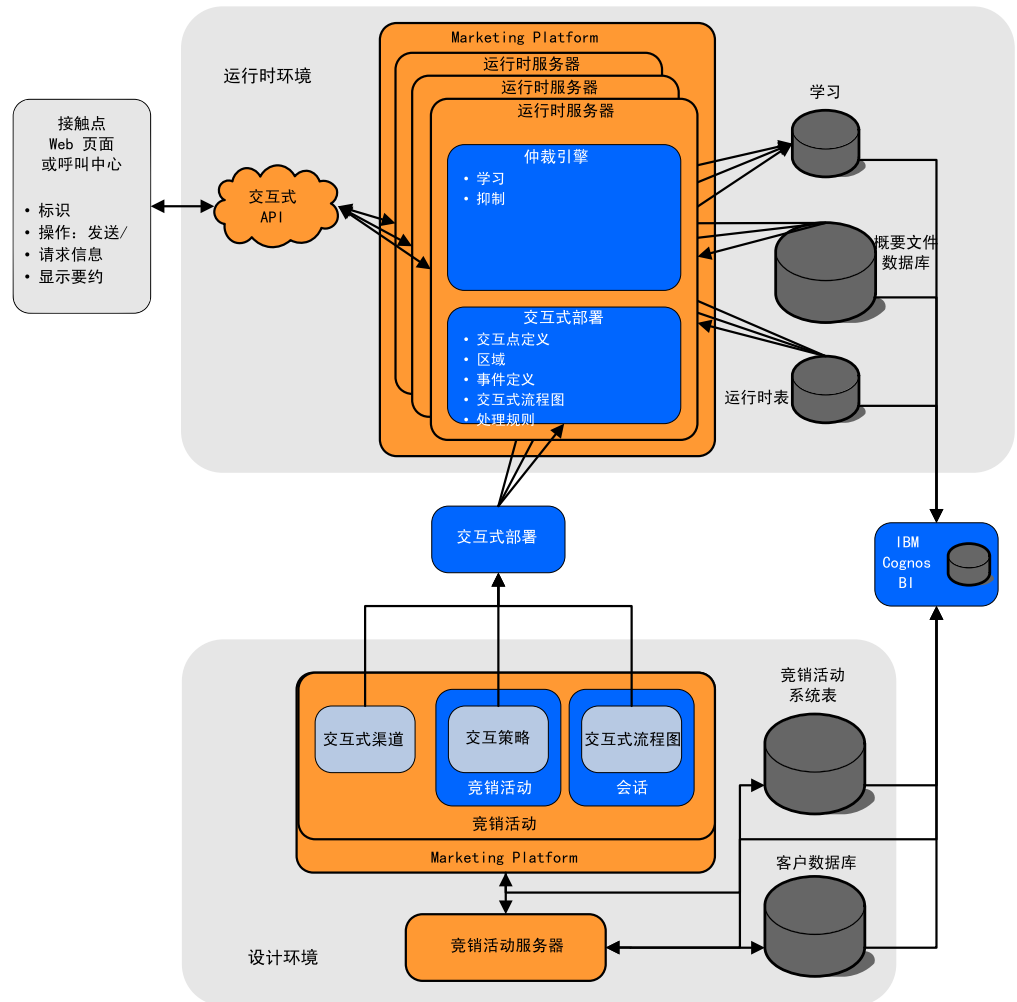 Marketing Platform
运行时环境
运行时服务器
运行时服务器
运行时服务器
学习
接触点
Web 页面
或呼叫中心
• 标识
• 操作: 发送/
• 请求信息
• 显示要约
交互式
API
仲裁引擎
• 学习
• 抑制
概要文件
数据库
交互式部署
• 交互点定义
• 区域
• 事件定义
• 交互式流程图
• 处理规则
运行时表
交互式部署
IBM
Cognos
BI
竞销活动
系统表
交互式渠道
交互策略
交互式流程图
竞销活动
会话
竞销活动
Marketing Platform
客户数据库
竞销活动服务器
设计环境